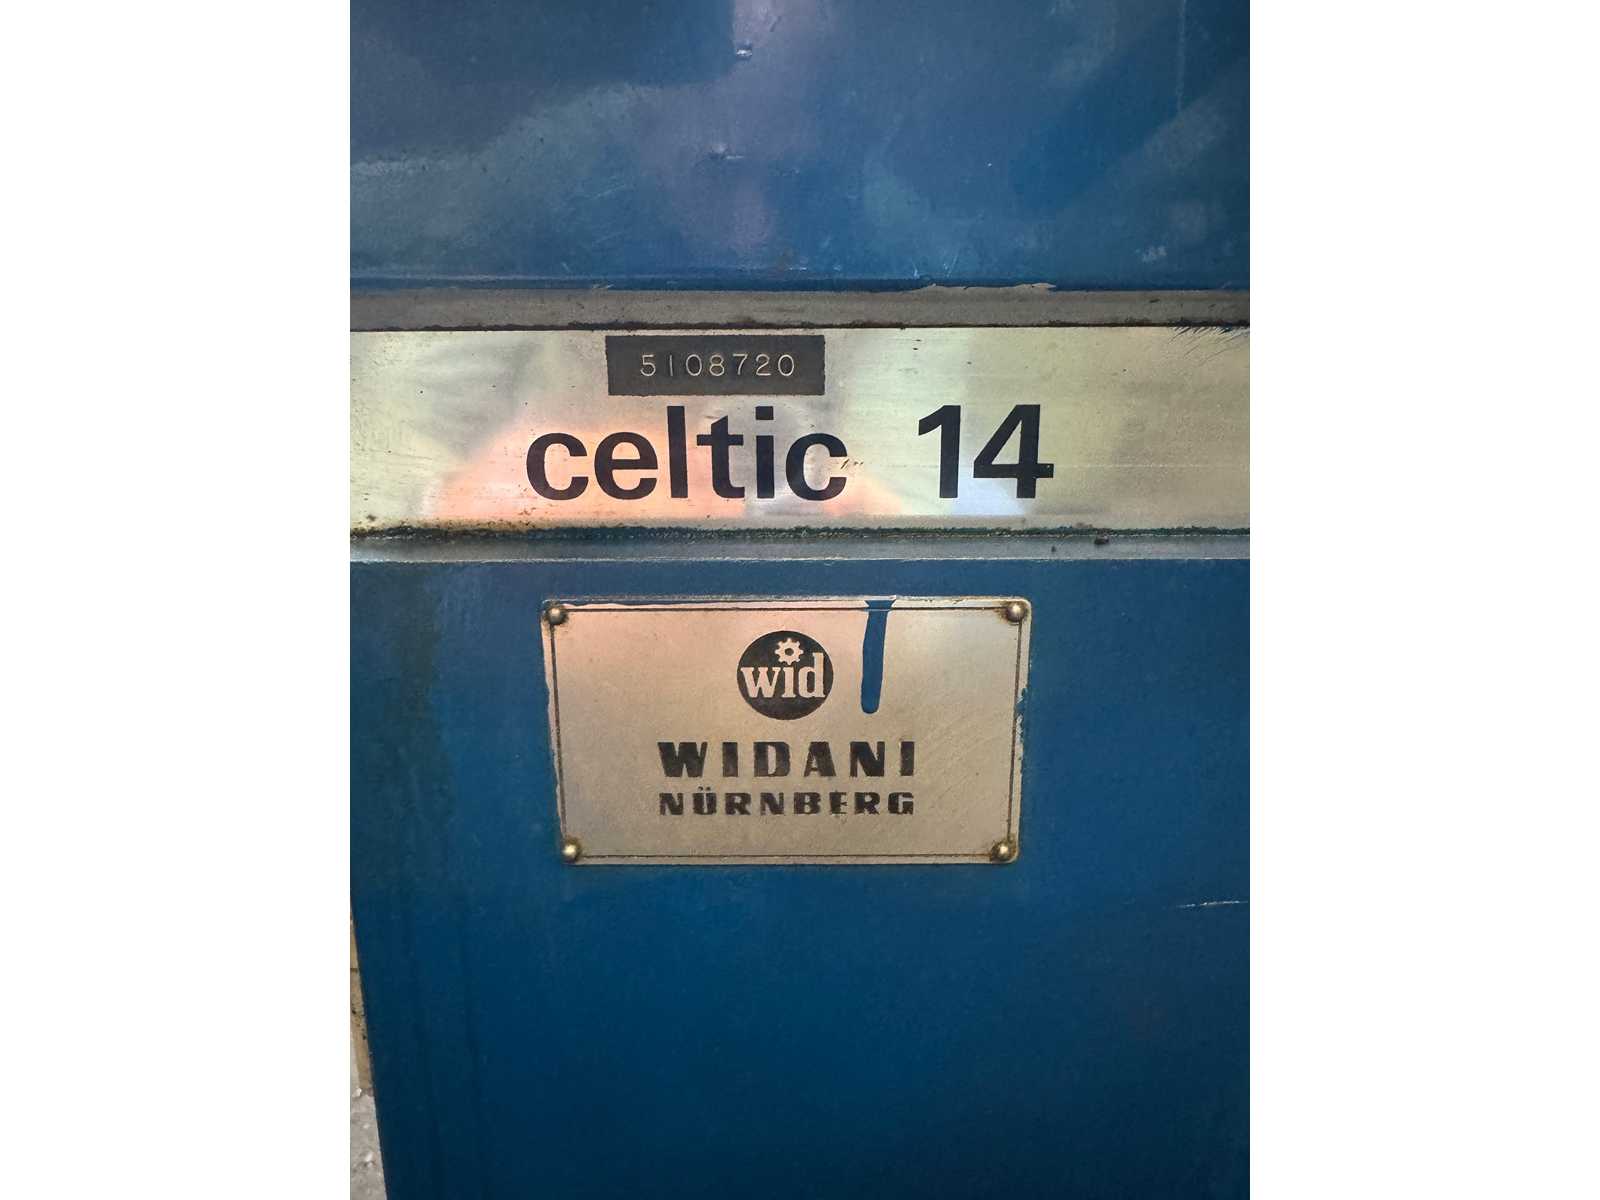 5108720
celtic 14
wid
WIDANI
NÜRNBERG